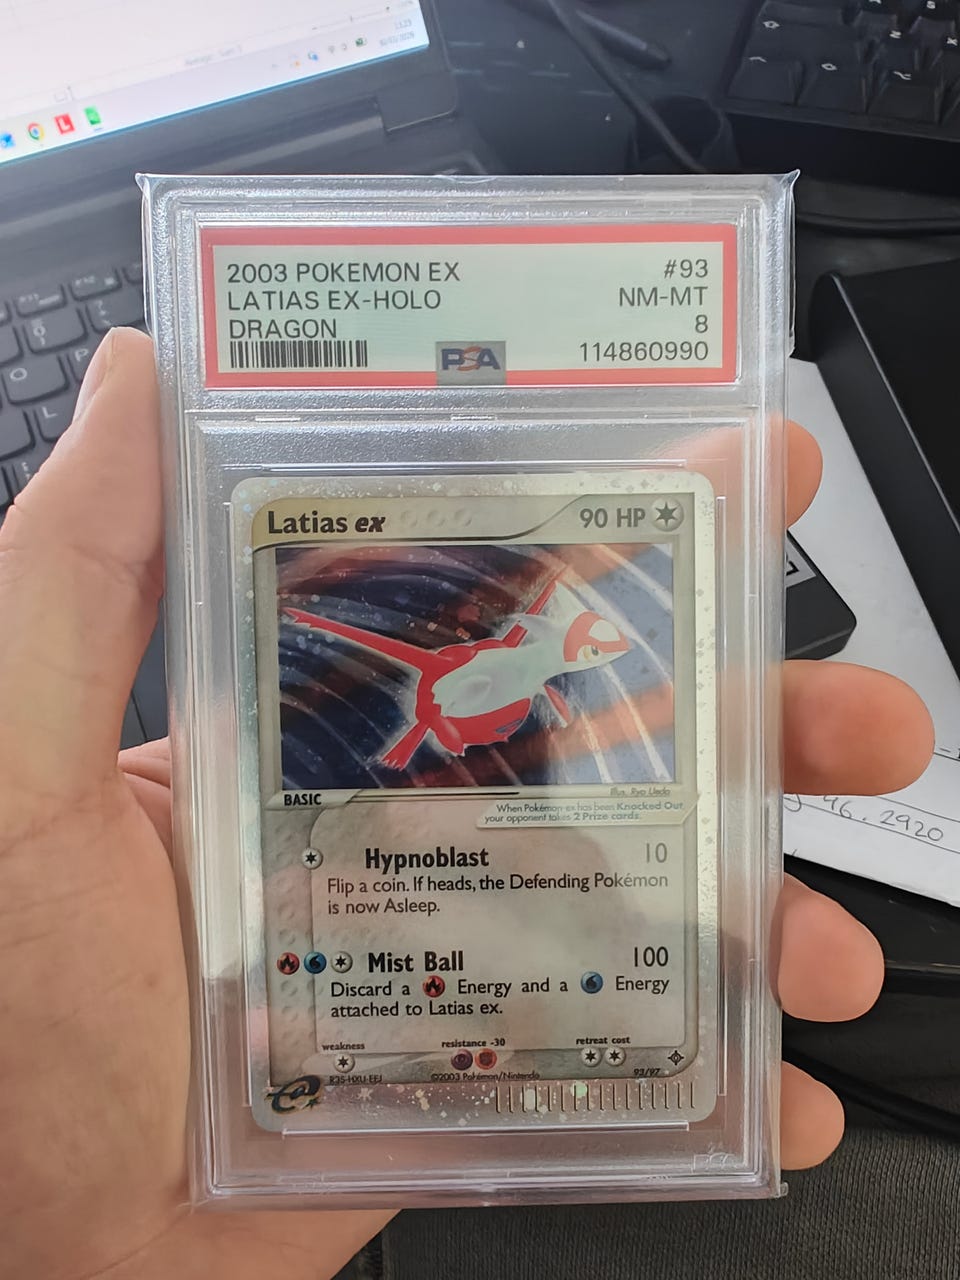 2003 POKEMON EX #93
LATIAS EX-HOLO NM-MT
DRAGON 8
PSA 114860990
Latias ex 90 HP
Illus. Ryo Ueda
BASIC
When Pokémon-ex has been Knocked Out,
your opponent takes 2 Prize cards.
Hypnoblast 10
Flip a coin. If heads, the Defending Pokémon
is now Asleep.
Mist Ball 100
Discard a Energy and a Energy
attached to Latias ex.
weakness resistance -30 retreat cost
©2003 Pokémon/Nintendo 93/97
96.2920